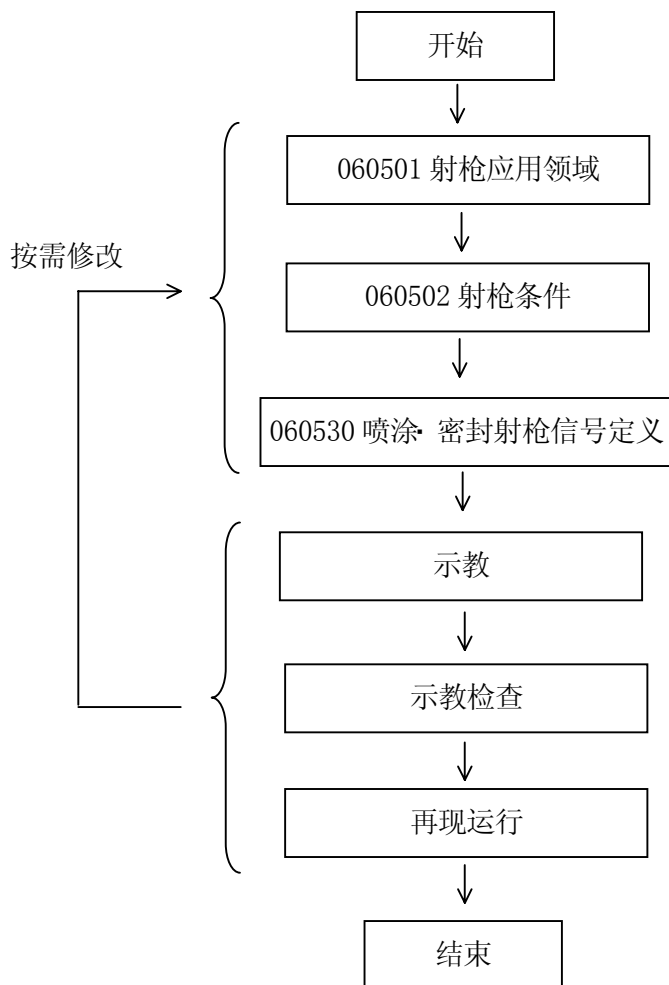 开始
060501 射枪应用领域
按需修改
060502 射枪条件
060530 喷涂· 密封射枪信号定义
示教
示教检查
再现运行
结束